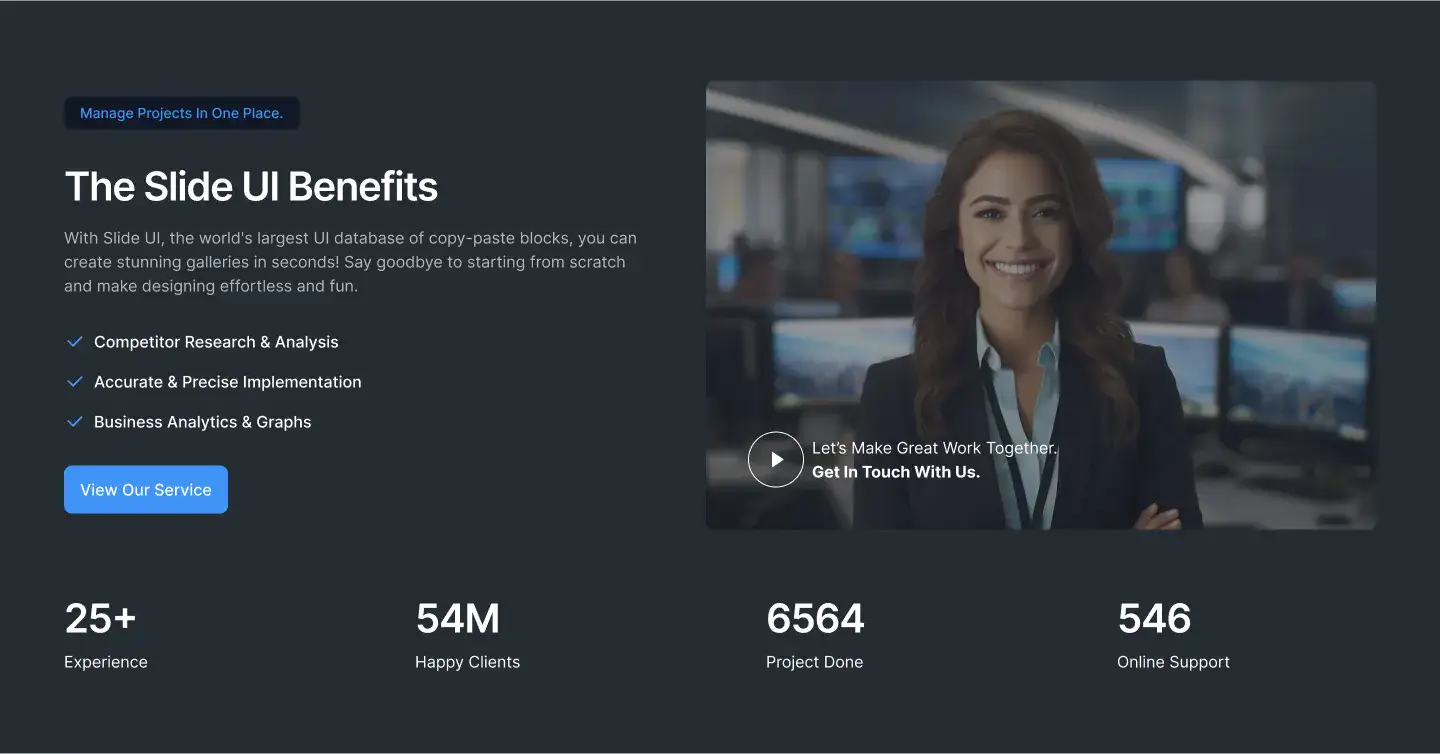 Manage Projects In One Place.
The Slide UI Benefits
With Slide UI, the world's largest UI database of copy-paste blocks, you can
create stunning galleries in seconds! Say goodbye to starting from scratch
and make designing effortless and fun.
Competitor Research & Analysis
Accurate & Precise Implementation
Business Analytics & Graphs
View Our Service
Let’s Make Great Work Together.
Get In Touch With Us.
25+
Experience
54M
Happy Clients
6564
Project Done
546
Online Support